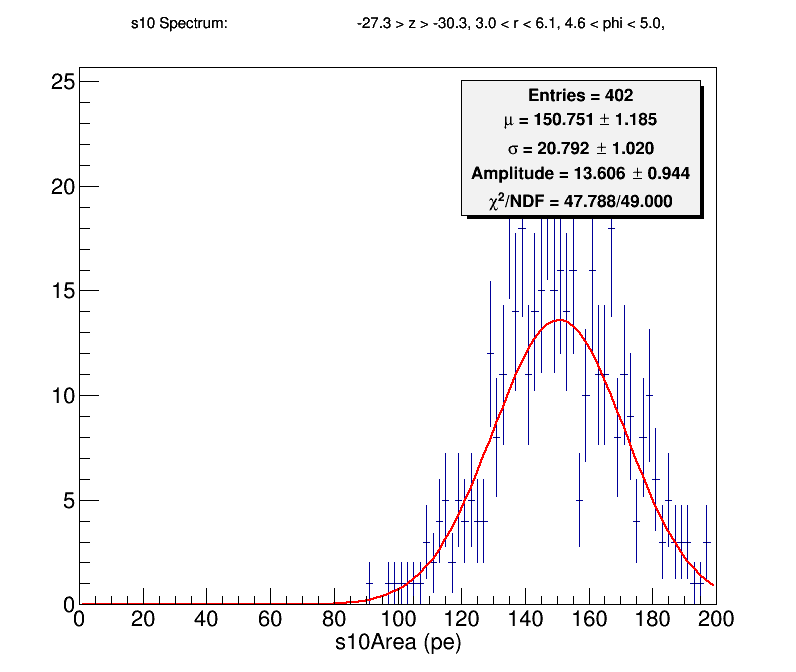 s10 Spectrum: -27.3 > z > -30.3, 3.0 < r < 6.1, 4.6 < phi < 5.0,
Entries = 402
μ = 150.751 ± 1.185
σ = 20.792 ± 1.020
Amplitude = 13.606 ± 0.944
χ²/NDF = 47.788/49.000
25
20
15
10
5
0
0 20 40 60 80 100 120 140 160 180 200
s10Area (pe)